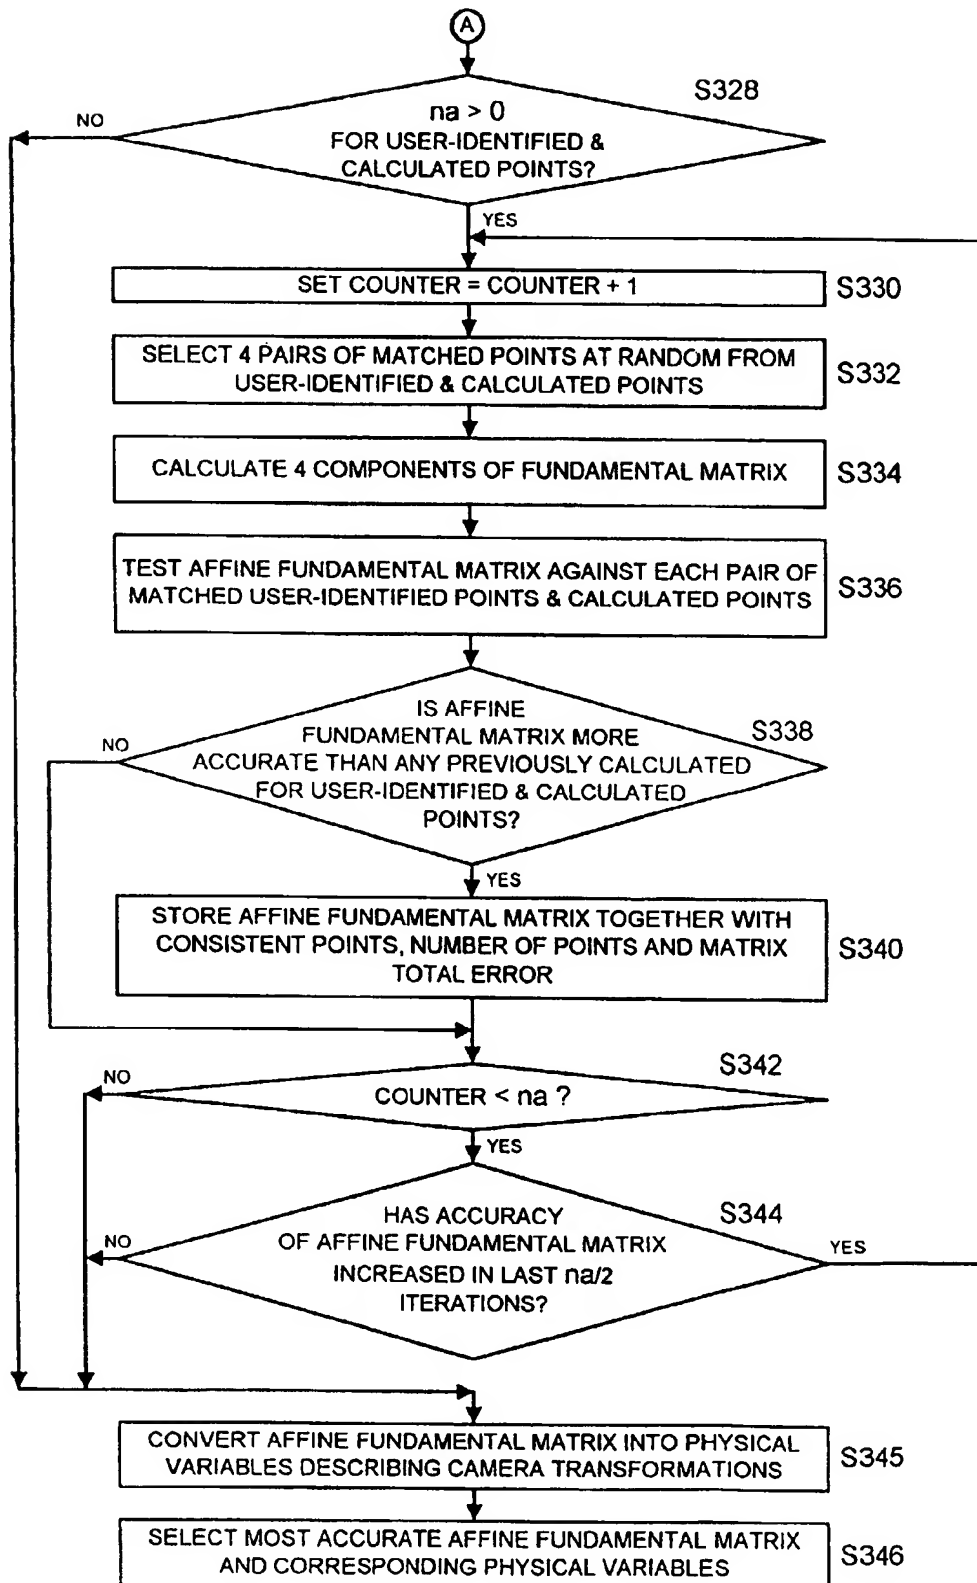 A
S328
na > 0
NO
FOR USER-IDENTIFIED &
CALCULATED POINTS?
YES
SET COUNTER = COUNTER + 1
S330
SELECT 4 PAIRS OF MATCHED POINTS AT RANDOM FROM
USER-IDENTIFIED & CALCULATED POINTS
S332
CALCULATE 4 COMPONENTS OF FUNDAMENTAL MATRIX
S334
TEST AFFINE FUNDAMENTAL MATRIX AGAINST EACH PAIR OF
MATCHED USER-IDENTIFIED POINTS & CALCULATED POINTS
S336
IS AFFINE
FUNDAMENTAL MATRIX MORE
ACCURATE THAN ANY PREVIOUSLY CALCULATED
FOR USER-IDENTIFIED & CALCULATED
POINTS?
S338
NO
YES
STORE AFFINE FUNDAMENTAL MATRIX TOGETHER WITH
CONSISTENT POINTS, NUMBER OF POINTS AND MATRIX
TOTAL ERROR
S340
S342
NO
COUNTER < na ?
YES
S344
HAS ACCURACY
OF AFFINE FUNDAMENTAL MATRIX
INCREASED IN LAST na/2
ITERATIONS?
NO
YES
CONVERT AFFINE FUNDAMENTAL MATRIX INTO PHYSICAL
VARIABLES DESCRIBING CAMERA TRANSFORMATIONS
S345
SELECT MOST ACCURATE AFFINE FUNDAMENTAL MATRIX
AND CORRESPONDING PHYSICAL VARIABLES
S346